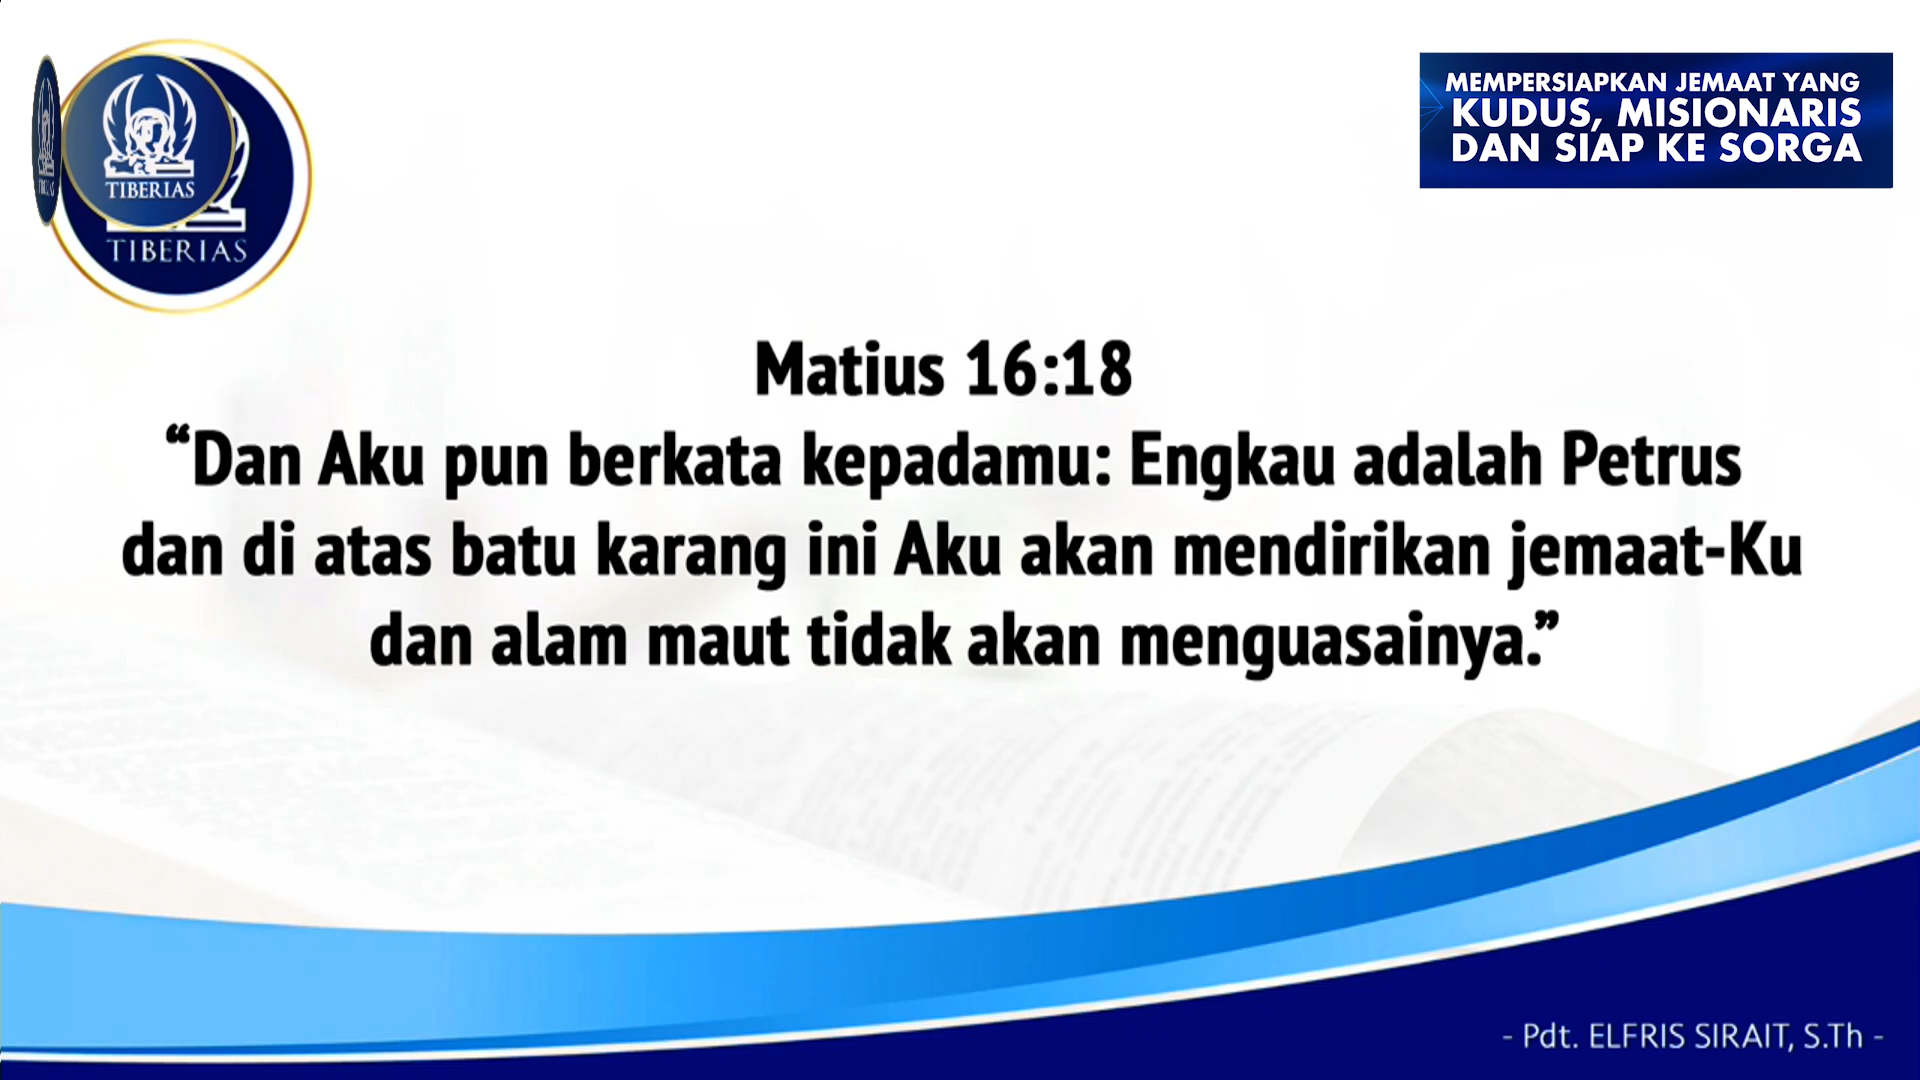 TIBERIAS
TIBERIAS
MEMPERSIAPKAN JEMAAT YANG
KUDUS, MISIONARIS
DAN SIAP KE SORGA
Matius 16:18
“Dan Aku pun berkata kepadamu: Engkau adalah Petrus
dan di atas batu karang ini Aku akan mendirikan jemaat-Ku
dan alam maut tidak akan menguasainya.”
- Pdt. ELFRIS SIRAIT, S.Th -